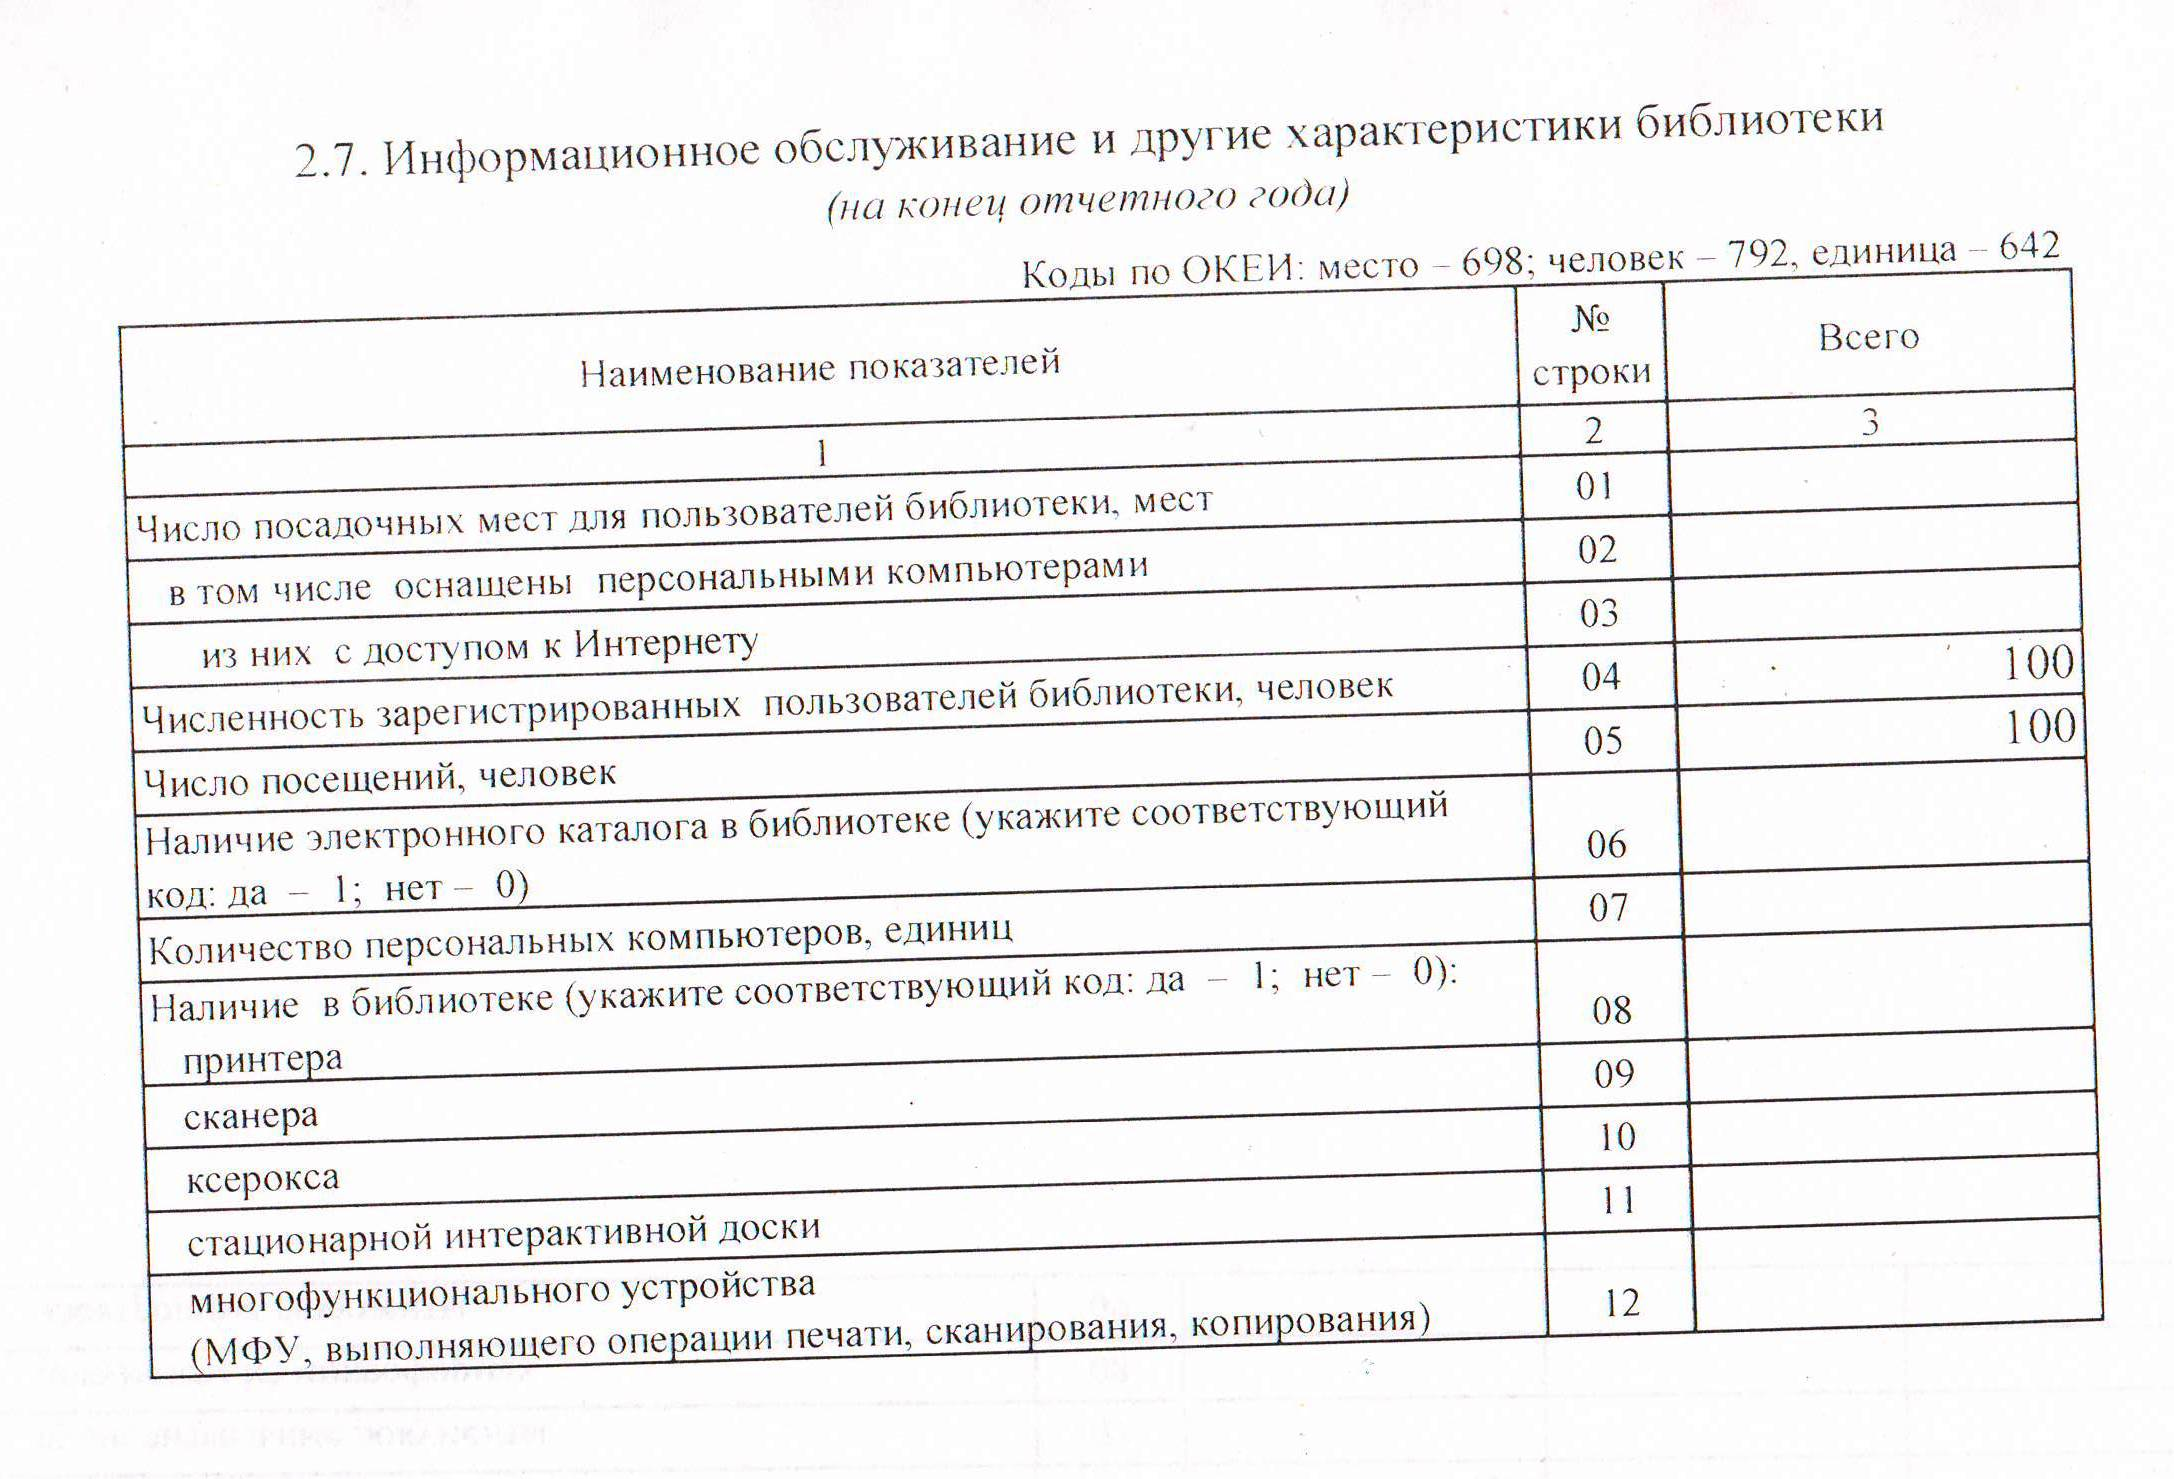 2.7. Информационное обслуживание и другие характеристики библиотеки
(на конец отчетного года)
Коды по ОКЕИ: место – 698; человек – 792, единица – 642
Наименование показателей
№
строки
Всего
1
2
3
Число посадочных мест для пользователей библиотеки, мест
01
в том числе оснащены персональными компьютерами
02
из них с доступом к Интернету
03
Численность зарегистрированных пользователей библиотеки, человек
04
100
Число посещений, человек
05
100
Наличие электронного каталога в библиотеке (укажите соответствующий
код: да – 1; нет – 0)
06
Количество персональных компьютеров, единиц
07
Наличие в библиотеке (укажите соответствующий код: да – 1; нет – 0):
принтера
08
сканера
09
ксерокса
10
стационарной интерактивной доски
11
многофункционального устройства
(МФУ, выполняющего операции печати, сканирования, копирования)
12